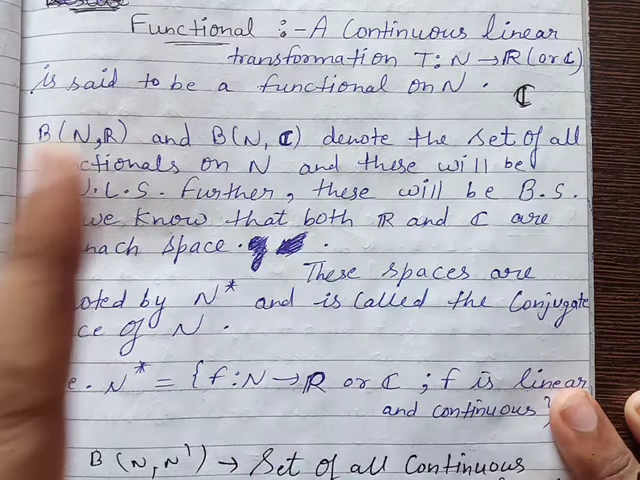 Functional :- A Continuous linear
transformation T: N → R (or C)
is said to be a functional on N.
C
B(N,R) and B(N, C) denote the set of all
ctionals on N and these will be
.L.S. Further, these will be B.S.
we know that both R and C are
nach space.
These spaces are
oted by N* and is called the Conjugate
ce of N.
e. N* = {f: N → R or C ; f is linear
and continuous}
B (N, N') → Set of all Continuous